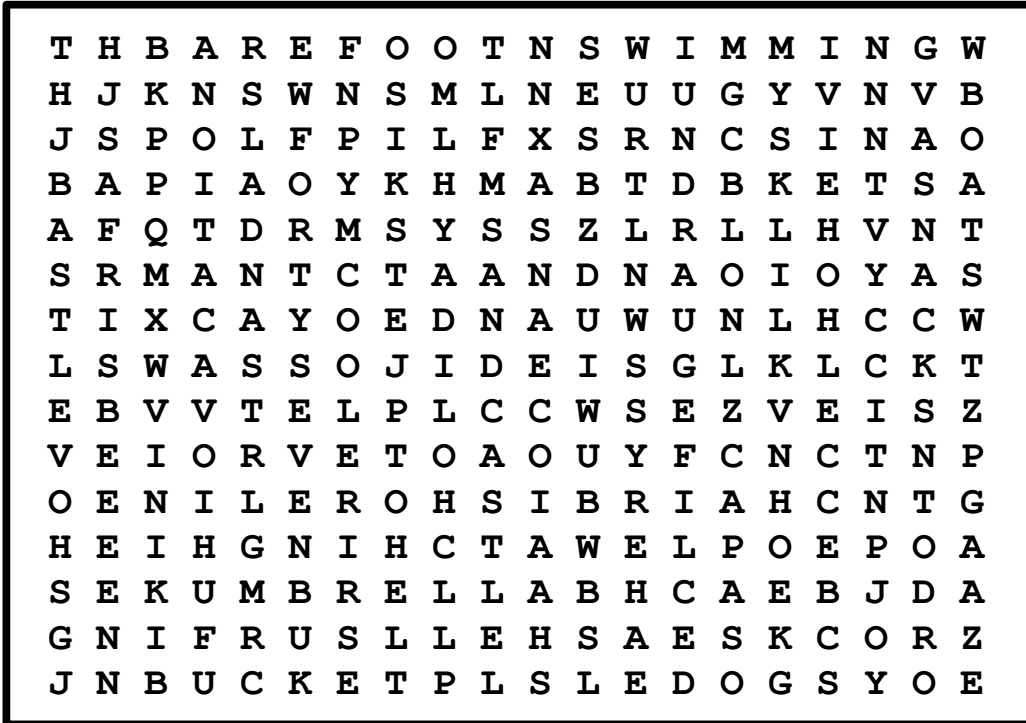 T H B A R E F O O T N S W I M M I N G W
H J K N S W N S M L N E U U G Y V N V B
J S P O L F P I L F X S R N C S I N A O
B A P I A O Y K H M A B T D B K E T S A
A F Q T D R M S Y S S Z L R L L H V N T
S R M A N T C T A A N D N A O I O Y A S
T I X C A Y O E D N A U W U N L H C C W
L S W A S S O J I D E I S G L K L C K T
E B V V T E L P L C C W S E Z V E I S Z
V E I O R V E T O A O U Y F C N C T N P
O E N I L E R O H S I B R I A H C N T G
H E I H G N I H C T A W E L P O E P O A
S E K U M B R E L L A B H C A E B J D A
G N I F R U S L L E H S A E S K C O R Z
J N B U C K E T P L S L E D O G S Y O E